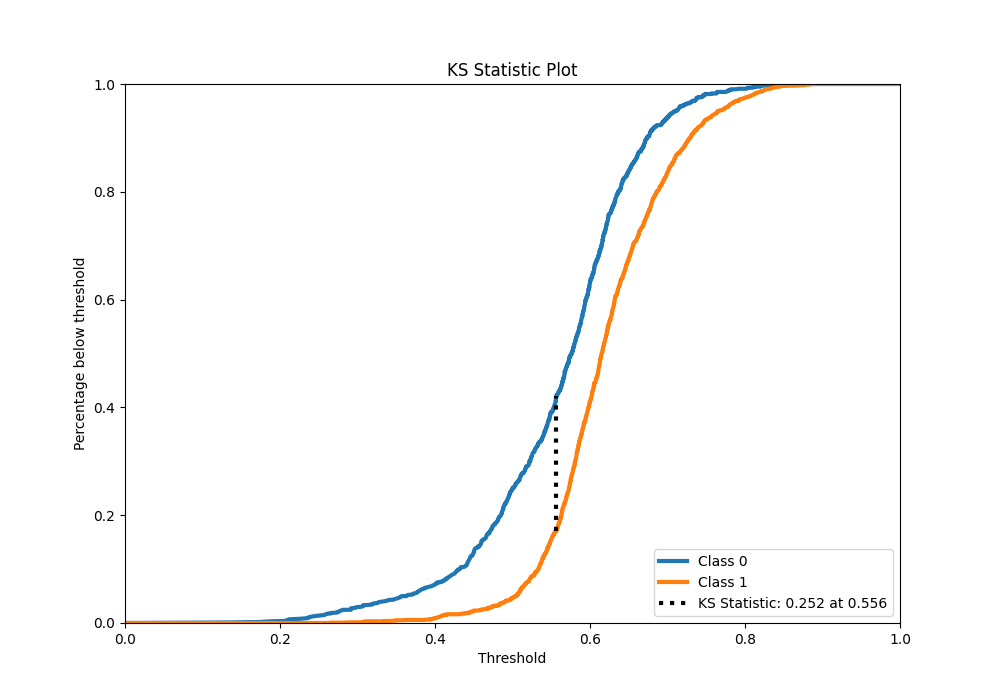 KS Statistic Plot
1.0
0.8
0.6
0.4
0.2
0.0
Percentage below threshold
0.0 0.2 0.4 0.6 0.8 1.0
Threshold
Class 0
Class 1
KS Statistic: 0.252 at 0.556